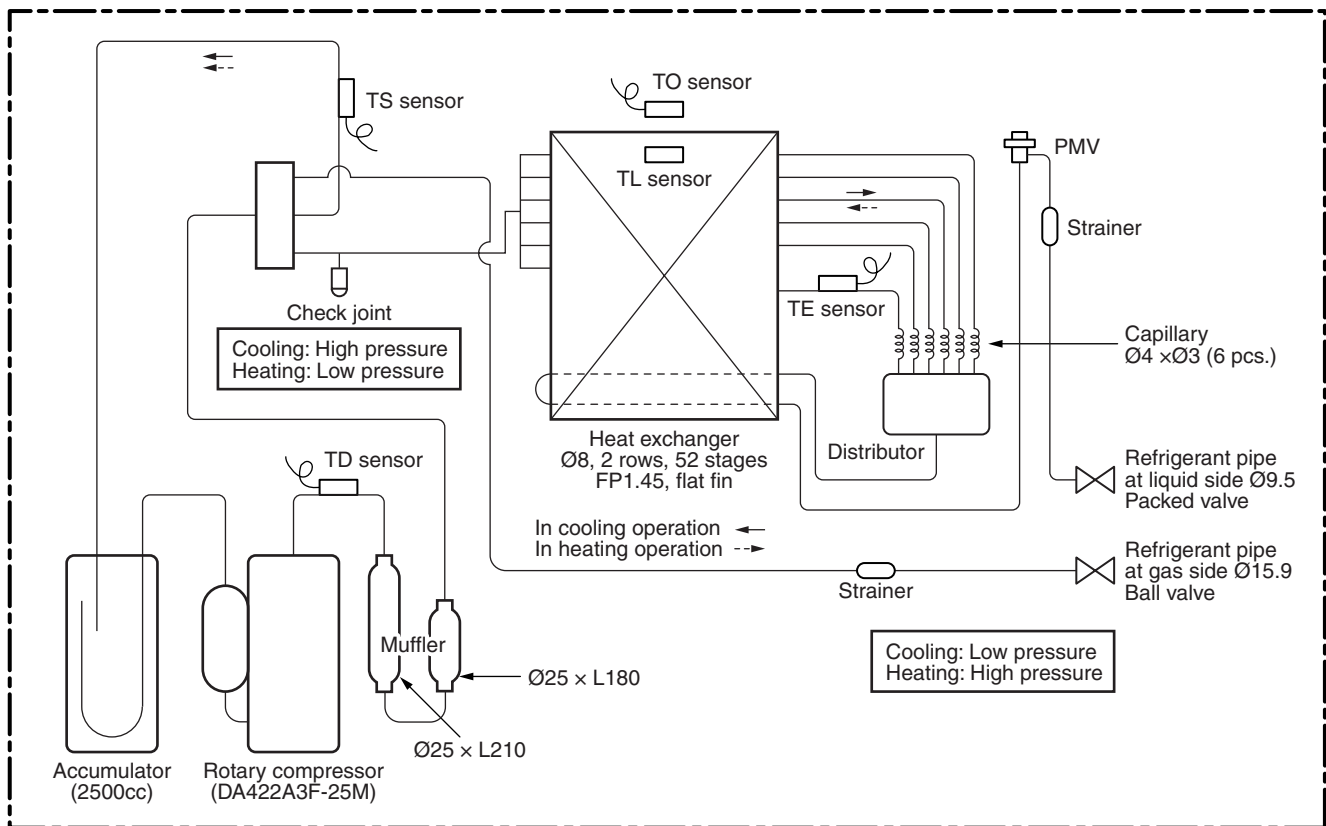 TO sensor
TS sensor
PMV
TL sensor
Strainer
TE sensor
Check joint
Cooling: High pressure
Heating: Low pressure
Capillary
Ø4 ×Ø3 (6 pcs.)
Heat exchanger
Ø8, 2 rows, 52 stages
FP1.45, flat fin
Distributor
TD sensor
Refrigerant pipe
at liquid side Ø9.5
Packed valve
In cooling operation
In heating operation
Refrigerant pipe
at gas side Ø15.9
Ball valve
Strainer
Muffler
Cooling: Low pressure
Heating: High pressure
Ø25 × L180
Ø25 × L210
Accumulator
(2500cc)
Rotary compressor
(DA422A3F-25M)